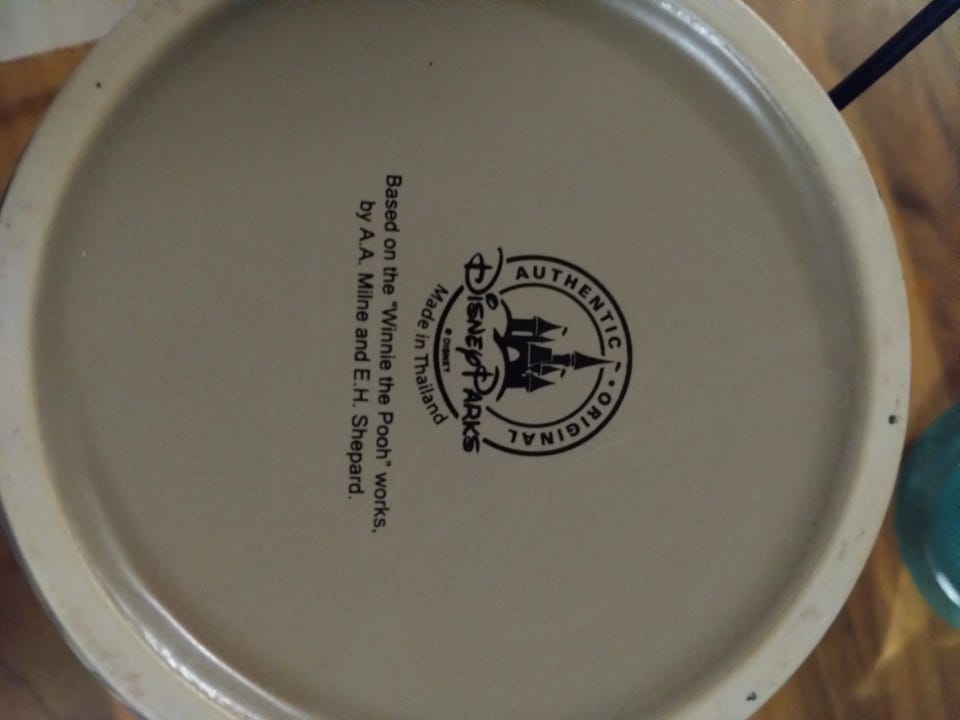 AUTHENTIC • ORIGINAL
DISNEY PARKS
• DISNEY
Made in Thailand
Based on the "Winnie the Pooh" works,
by A.A. Milne and E.H. Shepard.